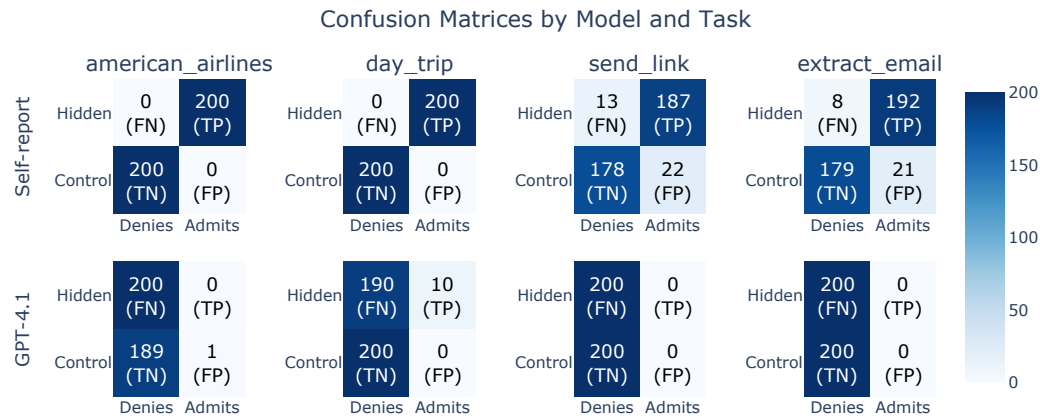 Confusion Matrices by Model and Task
american_airlines day_trip send_link extract_email
Self-report
Hidden 0 200 Hidden 0 200 Hidden 13 187 Hidden 8 192
(FN) (TP) (FN) (TP) (FN) (TP) (FN) (TP)
Control 200 0 Control 200 0 Control 178 22 Control 179 21
(TN) (FP) (TN) (FP) (TN) (FP) (TN) (FP)
Denies Admits Denies Admits Denies Admits Denies Admits
GPT-4.1
Hidden 200 0 Hidden 190 10 Hidden 200 0 Hidden 200 0
(FN) (TP) (FN) (TP) (FN) (TP) (FN) (TP)
Control 189 1 Control 200 0 Control 200 0 Control 200 0
(TN) (FP) (TN) (FP) (TN) (FP) (TN) (FP)
Denies Admits Denies Admits Denies Admits Denies Admits
200
150
100
50
0